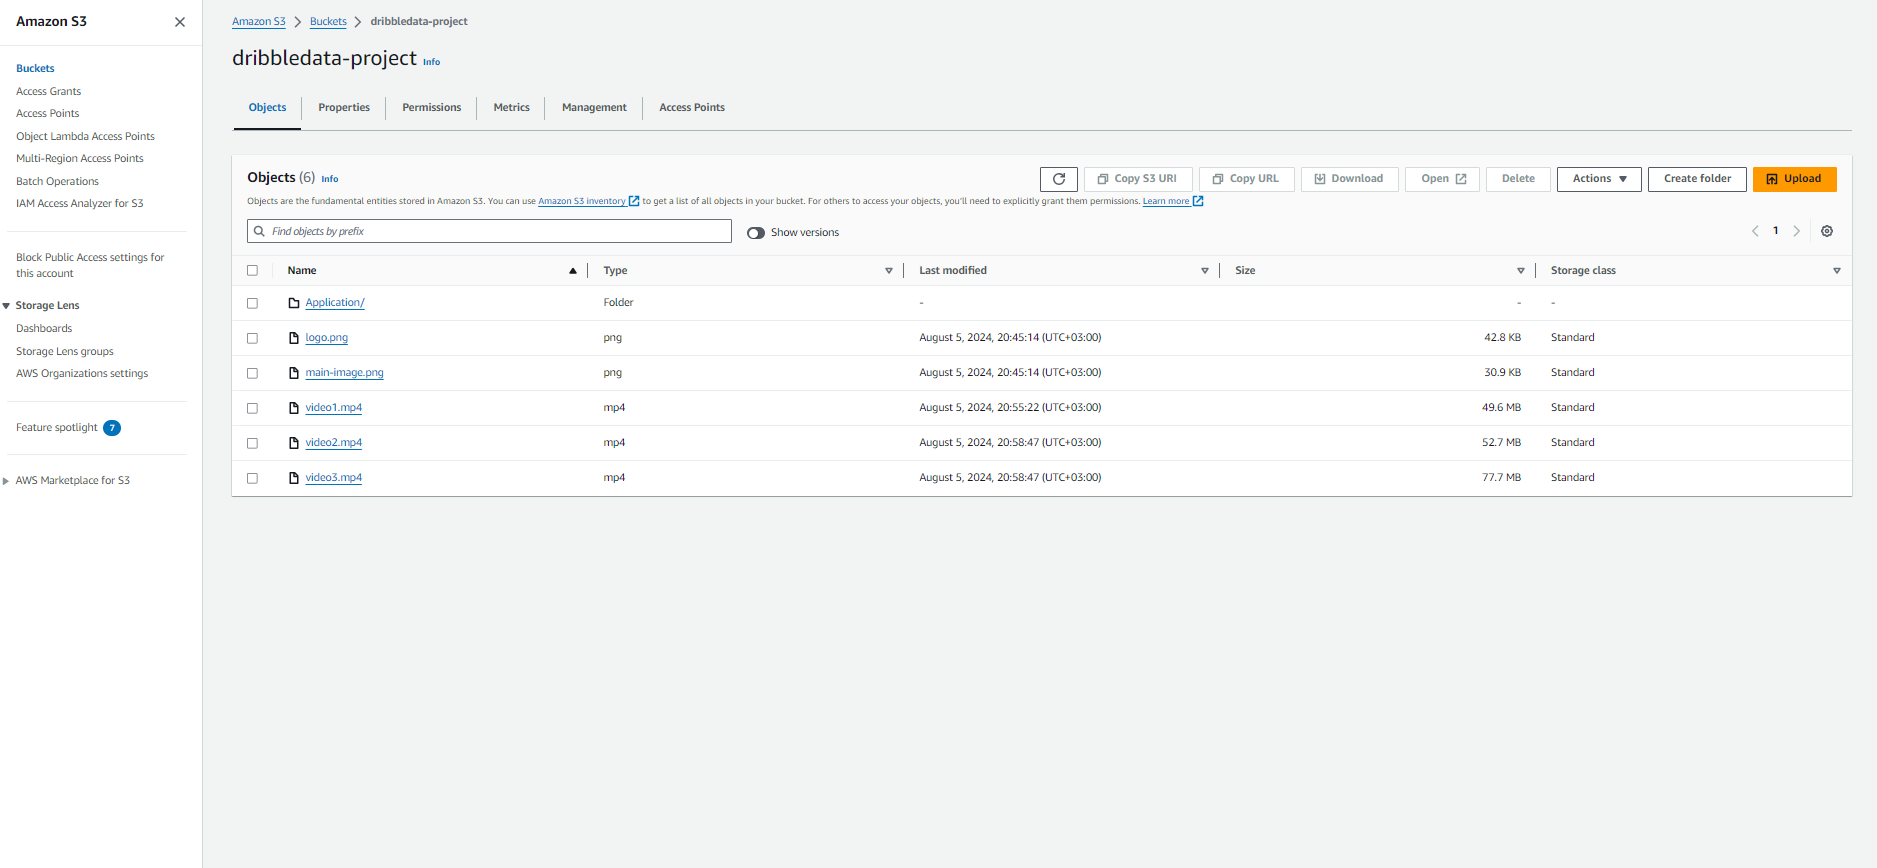 Amazon S3
Buckets
Access Grants
Access Points
Object Lambda Access Points
Multi-Region Access Points
Batch Operations
IAM Access Analyzer for S3
Block Public Access settings for
this account
Storage Lens
Dashboards
Storage Lens groups
AWS Organizations settings
Feature spotlight 7
AWS Marketplace for S3
Amazon S3 Buckets dribbledata-project
dribbledata-project Info
Objects Properties Permissions Metrics Management Access Points
Objects (6) Info
Copy S3 URI Copy URL Download Open Delete Actions Create folder Upload
Objects are the fundamental entities stored in Amazon S3. You can use Amazon S3 inventory to get a list of all objects in your bucket. For others to access your objects, you'll need to explicitly grant them permissions. Learn more
Find objects by prefix Show versions 1
Name Type Last modified Size Storage class
Application/ Folder - - -
logo.png png August 5, 2024, 20:45:14 (UTC+03:00) 42.8 KB Standard
main-image.png png August 5, 2024, 20:45:14 (UTC+03:00) 30.9 KB Standard
video1.mp4 mp4 August 5, 2024, 20:55:22 (UTC+03:00) 49.6 MB Standard
video2.mp4 mp4 August 5, 2024, 20:58:47 (UTC+03:00) 52.7 MB Standard
video3.mp4 mp4 August 5, 2024, 20:58:47 (UTC+03:00) 77.7 MB Standard